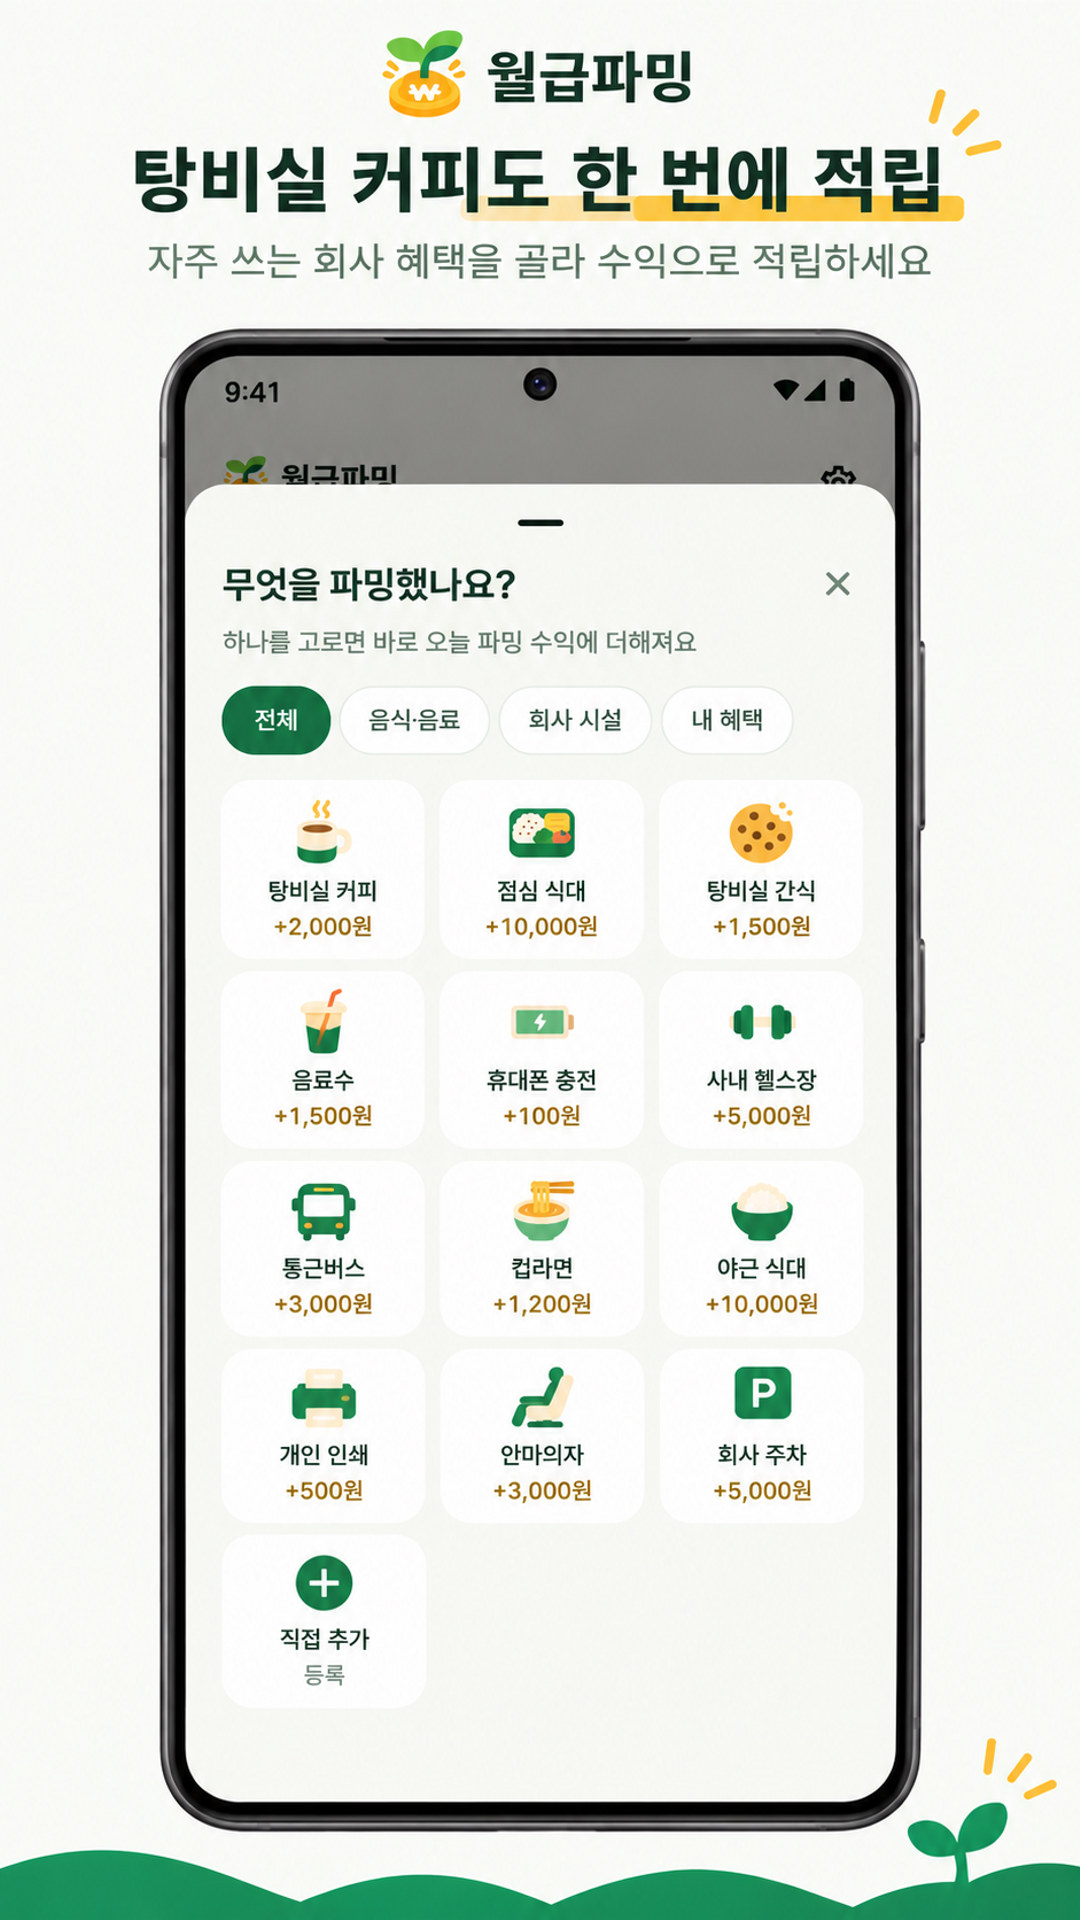 월급파밍
탕비실 커피도 한 번에 적립
자주 쓰는 회사 혜택을 골라 수익으로 적립하세요
9:41
월급파밍
무엇을 파밍했나요?
하나를 고르면 바로 오늘 파밍 수익에 더해져요
전체 음식·음료 회사 시설 내 혜택
탕비실 커피 점심 식대 탕비실 간식
+2,000원 +10,000원 +1,500원
음료수 휴대폰 충전 사내 헬스장
+1,500원 +100원 +5,000원
통근버스 컵라면 야근 식대
+3,000원 +1,200원 +10,000원
P
개인 인쇄 안마의자 회사 주차
+500원 +3,000원 +5,000원
직접 추가
등록